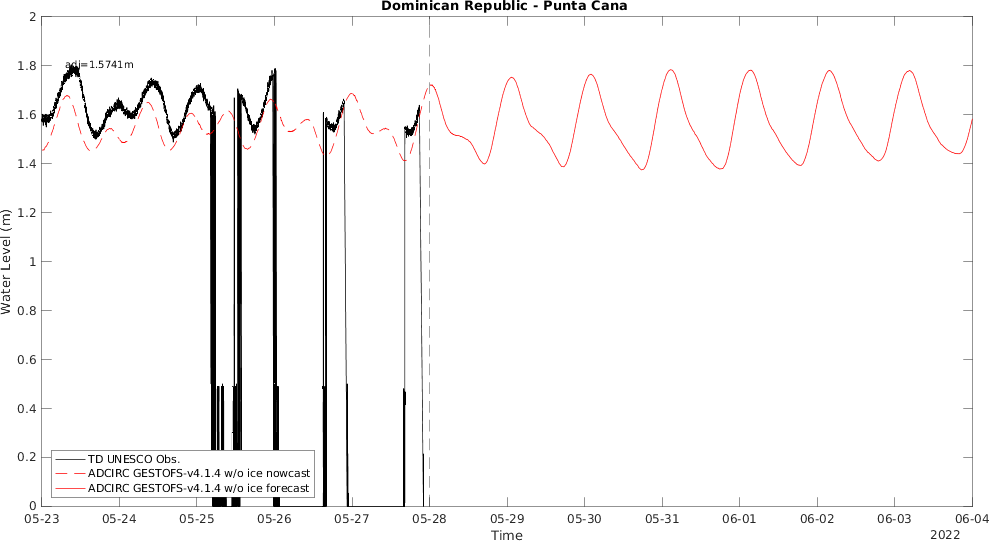 Dominican Republic - Punta Cana
adj=1.5741m
Water Level (m)
2
1.8
1.6
1.4
1.2
1
0.8
0.6
0.4
0.2
0
TD UNESCO Obs.
ADCIRC GESTOFS-v4.1.4 w/o ice nowcast
ADCIRC GESTOFS-v4.1.4 w/o ice forecast
05-23 05-24 05-25 05-26 05-27 05-28 05-29 05-30 05-31 06-01 06-02 06-03 06-04
Time
2022